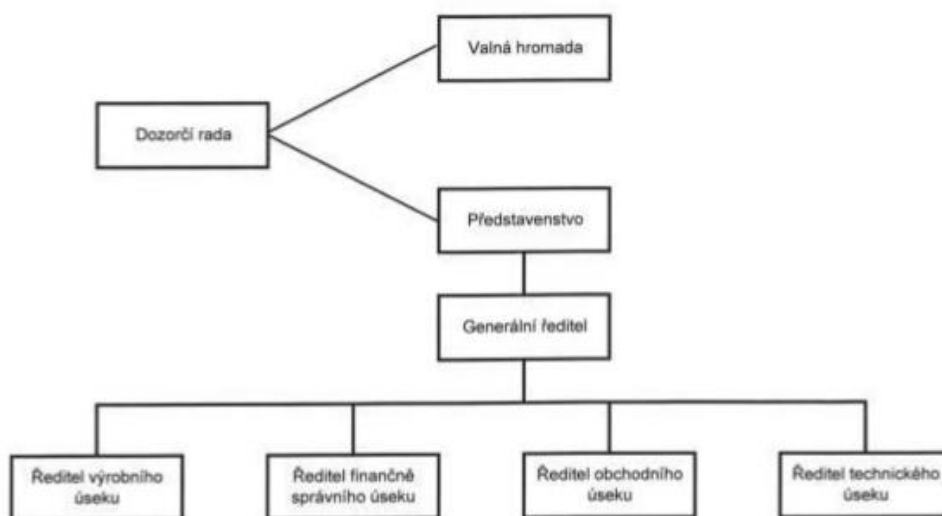 Valná hromada
Dozorčí rada
Představenstvo
Generální ředitel
Ředitel výrobního
úseku
Ředitel finančně
správního úseku
Ředitel obchodního
úseku
Ředitel technického
úseku